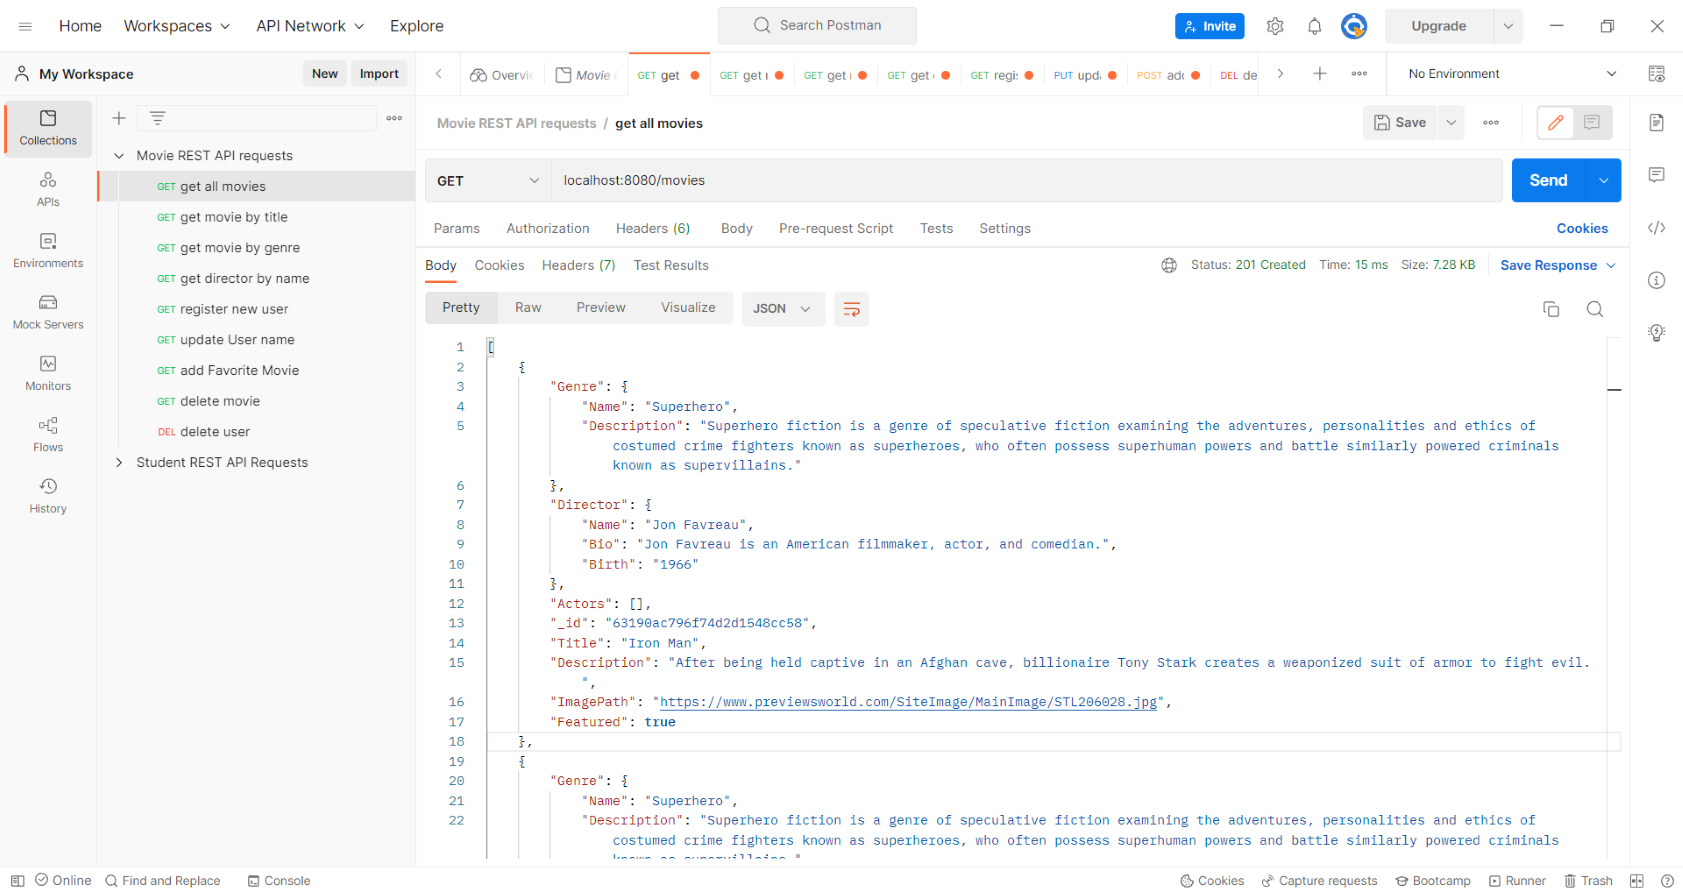 Home
Workspaces
API Network
Explore
Search Postman
Invite
Upgrade
My Workspace
New
Import
Overvie
Movie
GET get
GET get
GET get
GET get
GET regis
PUT upda
POST add
DEL de
No Environment
Collections
APIs
Environments
Mock Servers
Monitors
Flows
History
Movie REST API requests
GET get all movies
GET get movie by title
GET get movie by genre
GET get director by name
GET register new user
GET update User name
GET add Favorite Movie
GET delete movie
DEL delete user
Student REST API Requests
Movie REST API requests / get all movies
Save
GET
localhost:8080/movies
Send
Params
Authorization
Headers (6)
Body
Pre-request Script
Tests
Settings
Cookies
Body
Cookies
Headers (7)
Test Results
Status: 201 Created
Time: 15 ms
Size: 7.28 KB
Save Response
Pretty
Raw
Preview
Visualize
JSON
1 [
2 {
3 "Genre": {
4 "Name": "Superhero",
5 "Description": "Superhero fiction is a genre of speculative fiction examining the adventures, personalities and ethics of
costumed crime fighters known as superheroes, who often possess superhuman powers and battle similarly powered criminals
known as supervillains."
6 },
7 "Director": {
8 "Name": "Jon Favreau",
9 "Bio": "Jon Favreau is an American filmmaker, actor, and comedian.",
10 "Birth": "1966"
11 },
12 "Actors": [],
13 "_id": "63190ac796f74d2d1548cc58",
14 "Title": "Iron Man",
15 "Description": "After being held captive in an Afghan cave, billionaire Tony Stark creates a weaponized suit of armor to fight evil.
",
16 "ImagePath": "https://www.previewsworld.com/SiteImage/MainImage/STL206028.jpg",
17 "Featured": true
18 },
19 {
20 "Genre": {
21 "Name": "Superhero",
22 "Description": "Superhero fiction is a genre of speculative fiction examining the adventures, personalities and ethics of
costumed crime fighters known as superheroes, who often possess superhuman powers and battle similarly powered criminals
known as supervillains."
Online
Find and Replace
Console
Cookies
Capture requests
Bootcamp
Runner
Trash